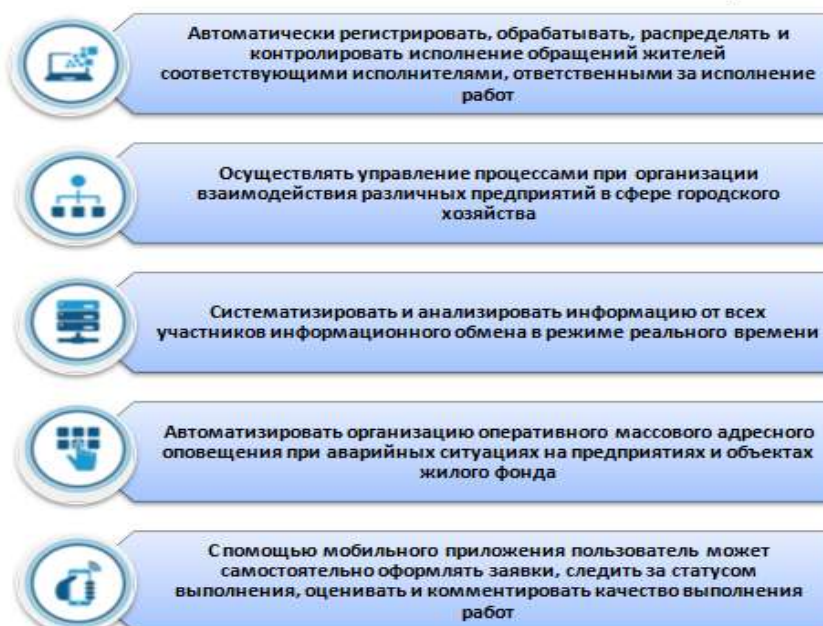 Автоматически регистрировать, обрабатывать, распределять и
контролировать исполнение обращений жителей
соответствующими исполнителями, ответственными за исполнение
работ
Осуществлять управление процессами при организации
взаимодействия различных предприятий в сфере городского
хозяйства
Систематизировать и анализировать информацию от всех
участников информационного обмена в режиме реального времени
Автоматизировать организацию оперативного массового адресного
оповещения при аварийных ситуациях на предприятиях и объектах
жилого фонда
С помощью мобильного приложения пользователь может
самостоятельно оформлять заявки, следить за статусом
выполнения, оценивать и комментировать качество выполнения
работ